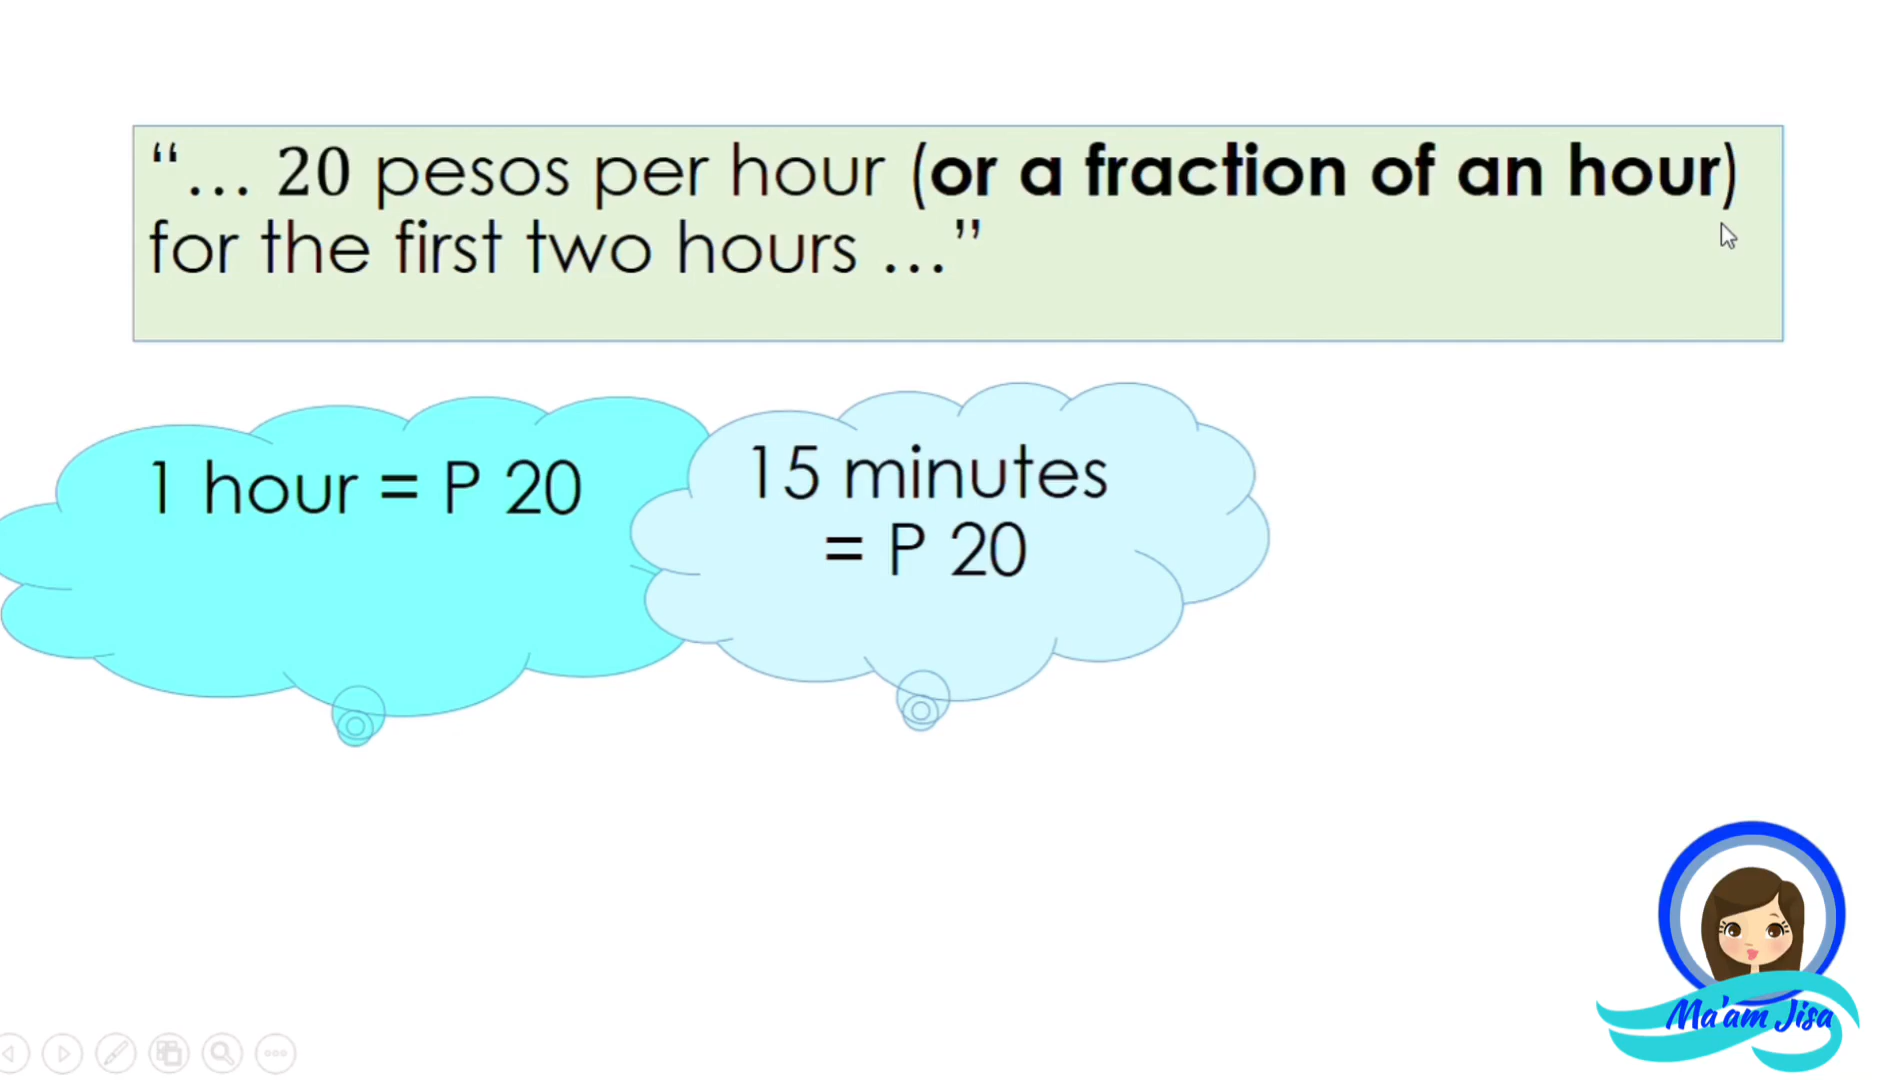 “… 20 pesos per hour (or a fraction of an hour)
for the first two hours …”
1 hour = P 20
15 minutes
= P 20
Ma'am Jisa